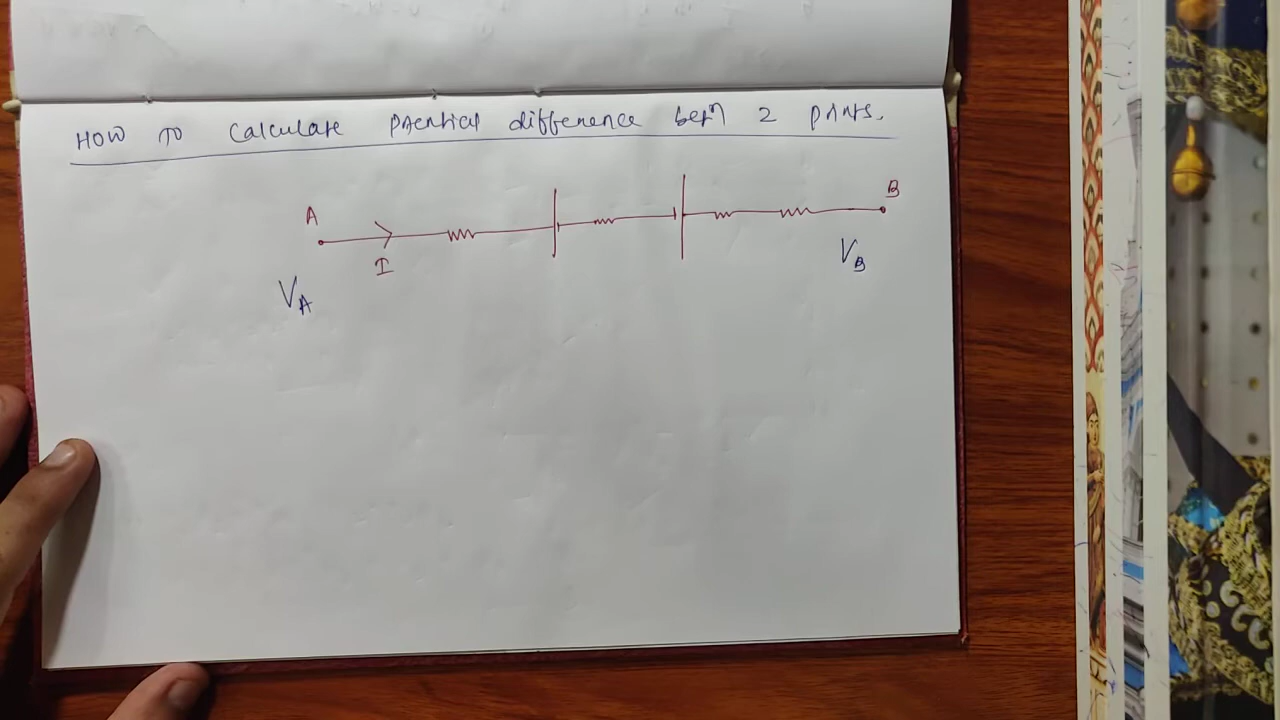 HOW TO Calculate potential difference betn 2 points.
A
B
I
VA
VB